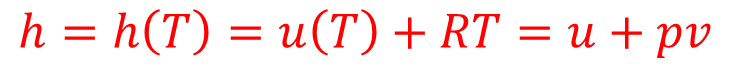 h = h(T) = u(T) + RT = u + pv